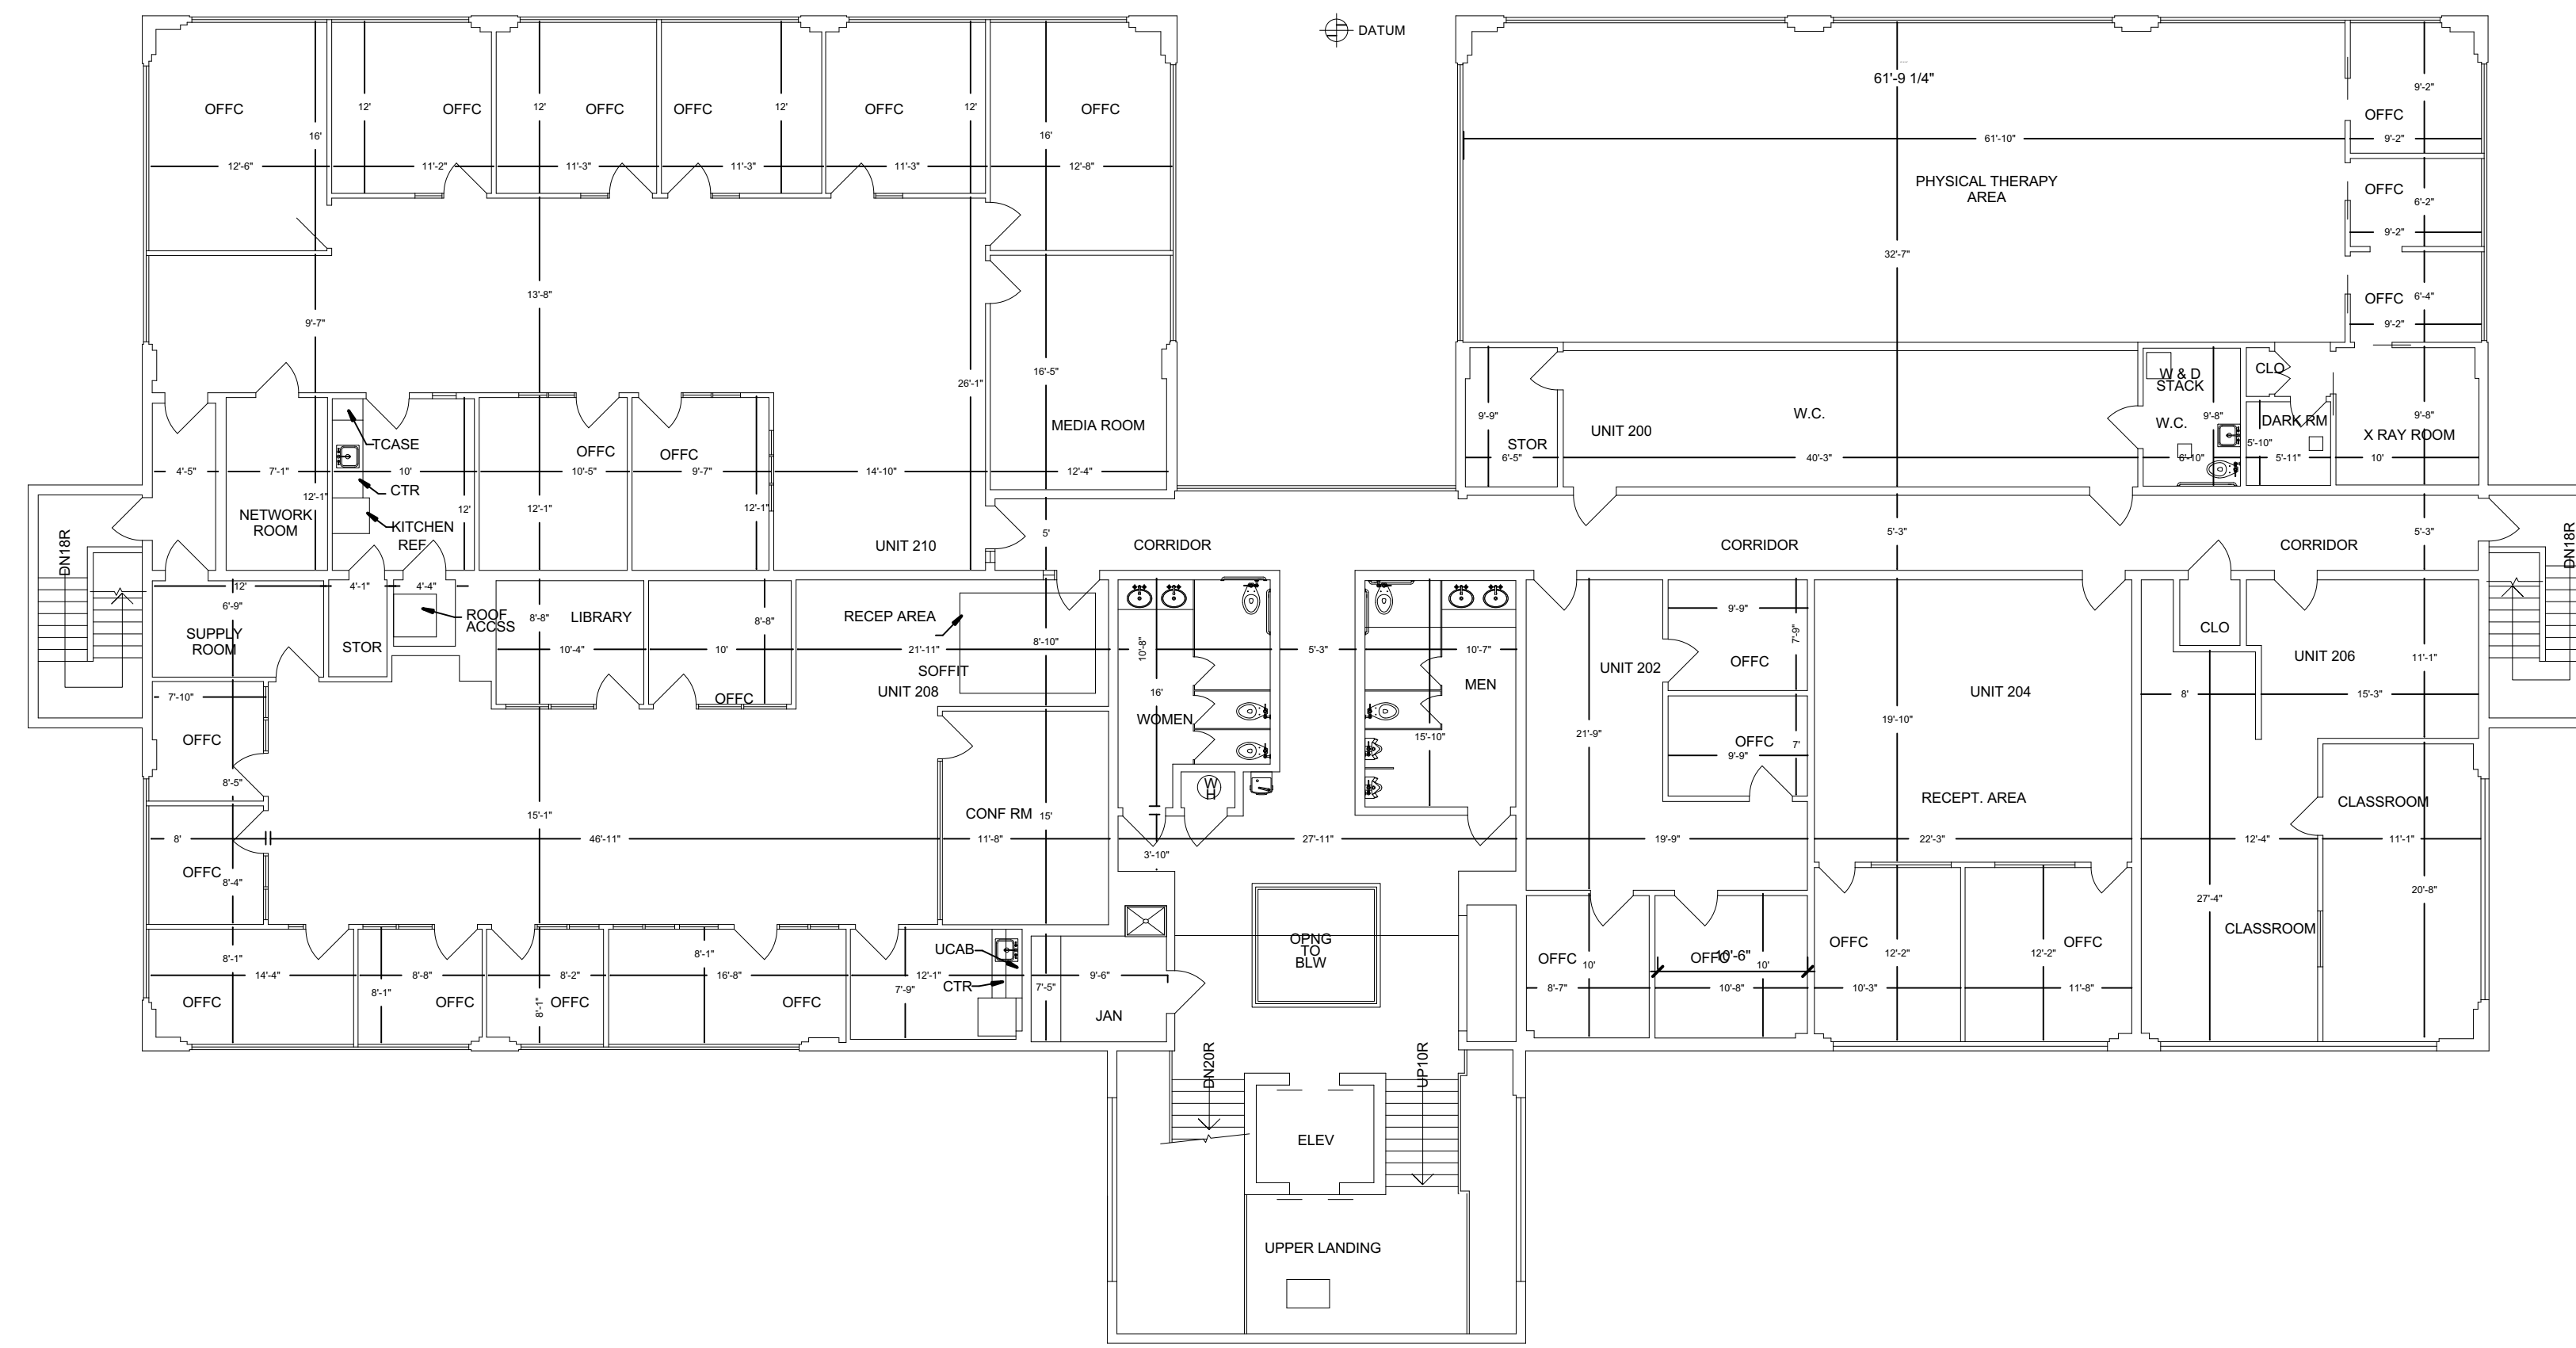 DATUM
61'-9 1/4"
OFFC
OFFC
OFFC
OFFC
OFFC
OFFC
16'
12'
12'
12'
12'
16'
12'-6"
11'-2"
11'-3"
11'-3"
11'-3"
12'-8"
9'-2"
OFFC
61'-10"
9'-2"
PHYSICAL THERAPY
AREA
OFFC
6'-2"
9'-2"
32'-7"
13'-8"
9'-7"
OFFC
6'-4"
9'-2"
26'-1"
16'-5"
MEDIA ROOM
12'-4"
TCASE
CTR
KITCHEN
REF
OFFC
OFFC
4'-5"
7'-1"
10'
10'-5"
9'-7"
14'-10"
12'-1"
12'
12'-1"
12'-1"
NETWORK
ROOM
UNIT 210
9'-9"
STOR
6'-5"
UNIT 200
W.C.
40'-3"
W & D
STACK
W.C.
9'-8"
6'-10"
CLO
DARK RM
5'-10"
5'-11"
9'-8"
X RAY ROOM
10'
DN18R
5'
CORRIDOR
5'-3"
CORRIDOR
5'-3"
CORRIDOR
DN18R
12'
4'-1"
4'-4"
6'-9"
SUPPLY
ROOM
STOR
ROOF
ACCSS
8'-8"
LIBRARY
10'-4"
8'-8"
10'
OFFC
RECEP AREA
21'-11"
SOFFIT
UNIT 208
8'-10"
10'-8"
16'
WOMEN
5'-3"
10'-7"
MEN
15'-10"
W
H
9'-9"
7'-9"
UNIT 202
OFFC
21'-9"
OFFC
9'-9"
7'
UNIT 204
19'-10"
RECEPT. AREA
CLO
UNIT 206
11'-1"
8'
15'-3"
CLASSROOM
7'-10"
OFFC
8'-5"
8'
46'-11"
15'-1"
OFFC
8'-4"
CONF RM
15'
11'-8"
3'-10"
27'-11"
19'-9"
22'-3"
12'-4"
11'-1"
27'-4"
20'-8"
CLASSROOM
8'-1"
14'-4"
OFFC
8'-8"
8'-1"
OFFC
8'-2"
8'-1"
OFFC
8'-1"
16'-8"
OFFC
UCAB
12'-1"
7'-9"
CTR
9'-6"
7'-5"
JAN
OPNG
TO
BLW
OFFC
10'
8'-7"
OFFC
10'-6"
10'
10'-8"
OFFC
12'-2"
10'-3"
12'-2"
OFFC
11'-8"
DN20R
UP10R
ELEV
UPPER LANDING